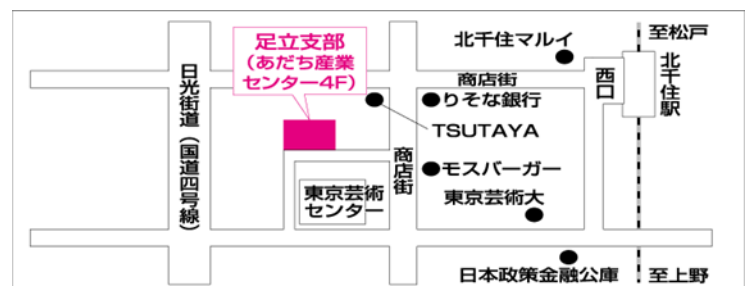 足立支部
（あだち産業
センター4F）
北千住マルイ
至松戸
商店街
西口
北千住駅
日光街道（国道四号線）
りそな銀行
TSUTAYA
商店街
モスバーガー
東京芸術
センター
東京芸術大
日本政策金融公庫
至上野